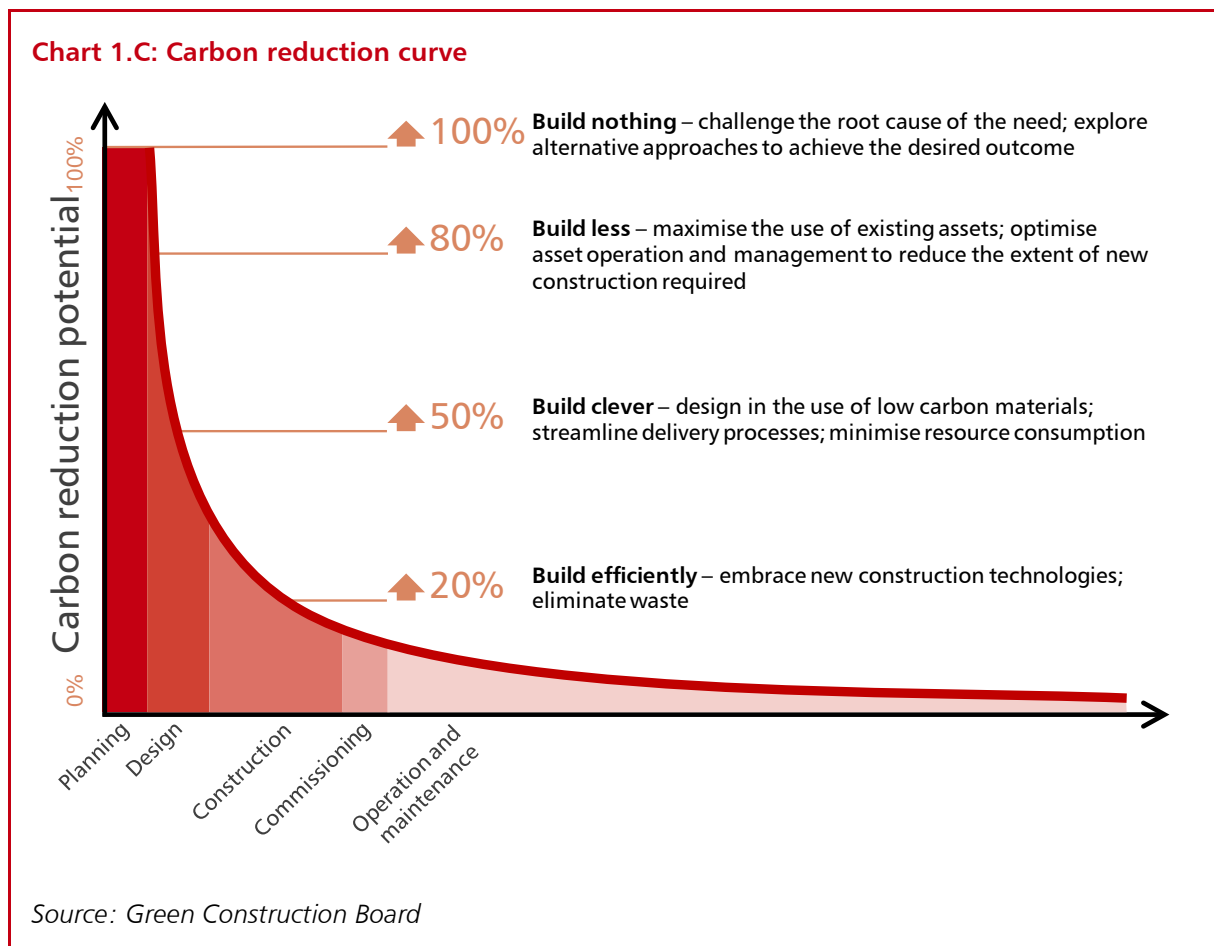 Chart 1.C: Carbon reduction curve
100%
Build nothing – challenge the root cause of the need; explore
alternative approaches to achieve the desired outcome
80%
Build less – maximise the use of existing assets; optimise
asset operation and management to reduce the extent of new
construction required
50%
Build clever – design in the use of low carbon materials;
streamline delivery processes; minimise resource consumption
20%
Build efficiently – embrace new construction technologies;
eliminate waste
Carbon reduction potential
100%
0%
Planning
Design
Construction
Commissioning
Operation and
maintenance
Source: Green Construction Board